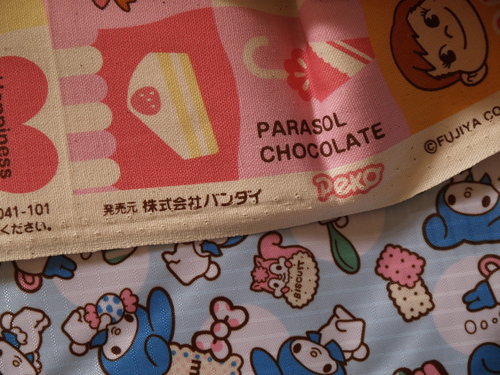 Happiness
PARASOL
CHOCOLATE
©FUJIYA CO
Peko
041-101
発売元 株式会社バンダイ
ください。
BISCUIT